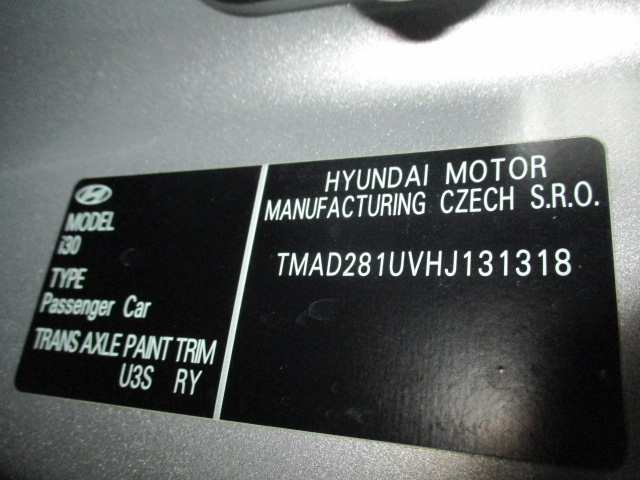 MODEL
i30
TYPE
Passenger Car
TRANS AXLE PAINT TRIM
U3S RY
HYUNDAI MOTOR
MANUFACTURING CZECH S.R.O.
TMAD281UVHJ131318